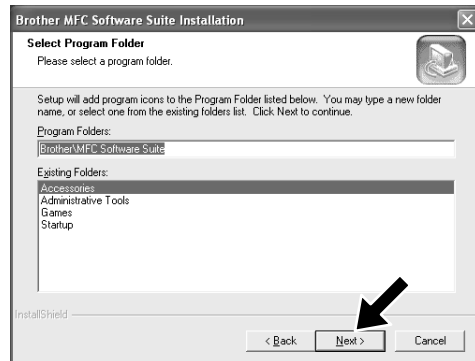 Brother MFC Software Suite Installation
Select Program Folder
Please select a program folder.
Setup will add program icons to the Program Folder listed below. You may type a new folder
name, or select one from the existing folders list. Click Next to continue.
Program Folders:
Brother\MFC Software Suite
Existing Folders:
Accessories
Administrative Tools
Games
Startup
InstallShield
< Back Next > Cancel